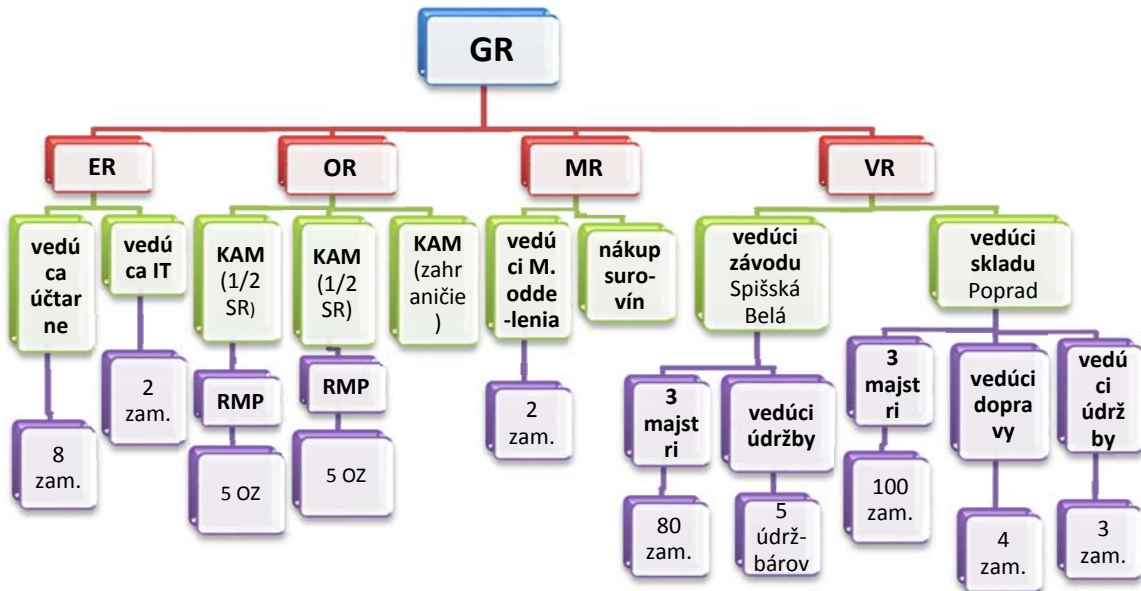 GR
ER
OR
MR
VR
vedú
ca
účtar
ne
vedú
ca IT
KAM
(1/2
SR)
KAM
(1/2
SR)
KAM
(zahr
aničie
)
vedú
ci M.
odde
-lenia
nákup
suro-
vín
vedúci
závodu
Spišská
Belá
vedúci
skladu
Poprad
8
zam.
2
zam.
RMP
5 OZ
RMP
5 OZ
2
zam.
3
majst
ri
80
zam.
vedúci
údržby
5
údrž-
bárov
3
majst
ri
100
zam.
vedúci
dopra
vy
4
zam.
vedú
ci
údrž
by
3
zam.